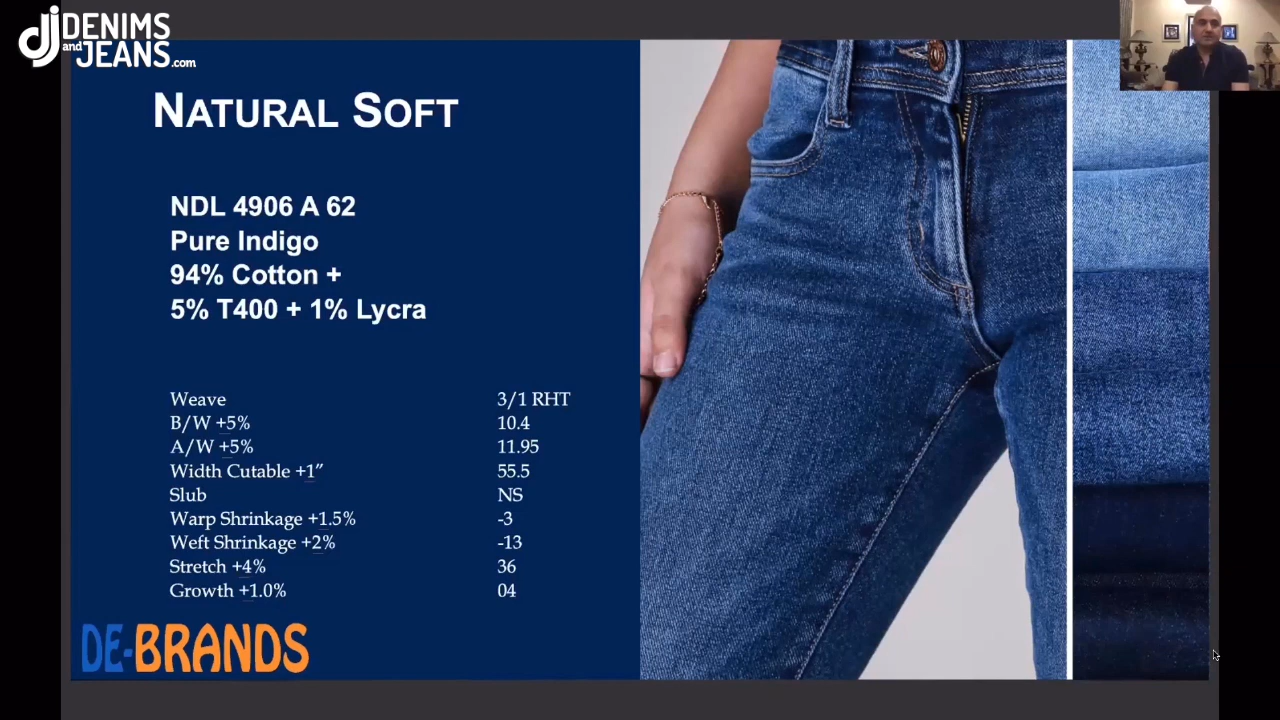 DENIMS
and JEANS.com
NATURAL SOFT
NDL 4906 A 62
Pure Indigo
94% Cotton +
5% T400 + 1% Lycra
Weave 3/1 RHT
B/W +5% 10.4
A/W +5% 11.95
Width Cutable +1” 55.5
Slub NS
Warp Shrinkage +1.5% -3
Weft Shrinkage +2% -13
Stretch +4% 36
Growth +1.0% 04
DE-BRANDS